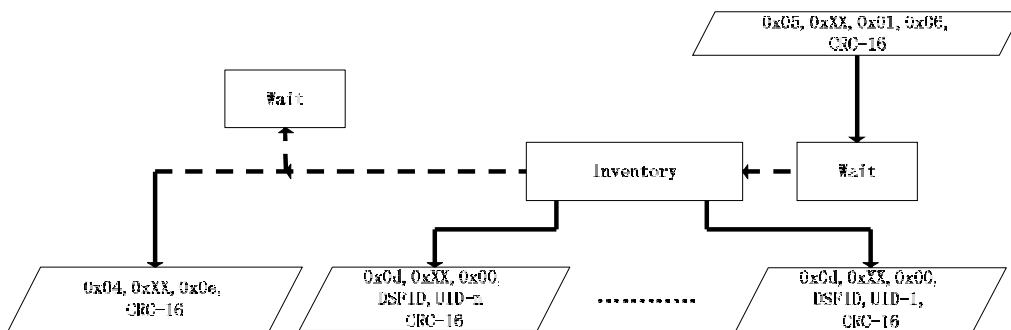 0x05, 0xXX, 0x01, 0x06,
CRC-16
Wait
Inventory
Wait
0x04, 0xXX, 0x0e,
CRC-16
0x0d, 0xXX, 0x00,
DSFID, UID-n
CRC-16
0x0d, 0xXX, 0x00,
DSFID, UID-1,
CRC-16